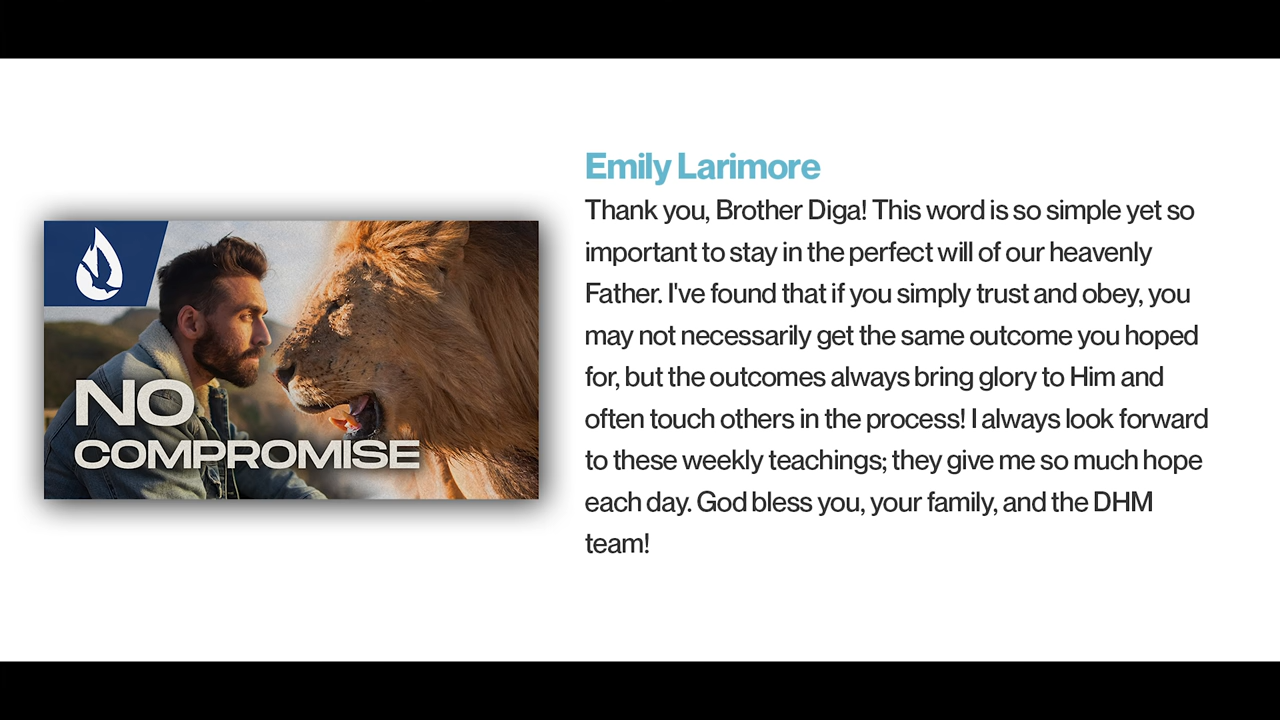 NO
COMPROMISE
Emily Larimore
Thank you, Brother Diga! This word is so simple yet so
important to stay in the perfect will of our heavenly
Father. I've found that if you simply trust and obey, you
may not necessarily get the same outcome you hoped
for, but the outcomes always bring glory to Him and
often touch others in the process! I always look forward
to these weekly teachings; they give me so much hope
each day. God bless you, your family, and the DHM
team!